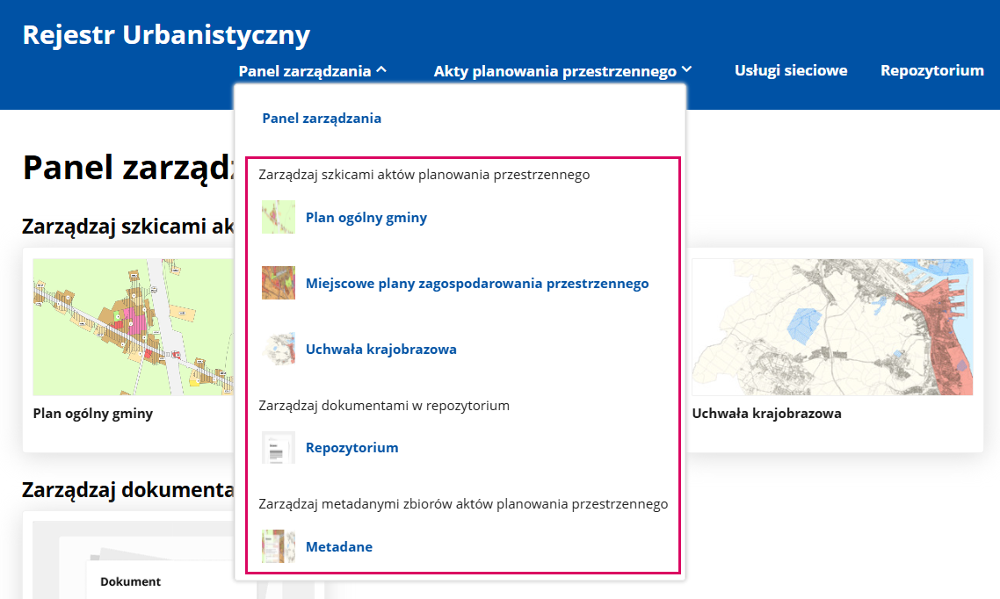 Rejestr Urbanistyczny
Panel zarządzania
Akty planowania przestrzennego
Usługi sieciowe
Repozytorium
Panel zarządzania
Panel zarząd
Zarządzaj szkicami aktów planowania przestrzennego
Plan ogólny gminy
Zarządzaj szkicami ak
Miejscowe plany zagospodarowania przestrzennego
Uchwała krajobrazowa
Zarządzaj dokumentami w repozytorium
Plan ogólny gminy
Uchwała krajobrazowa
Repozytorium
Zarządzaj dokumenta
Zarządzaj metadanymi zbiorów aktów planowania przestrzennego
Metadane
Dokument